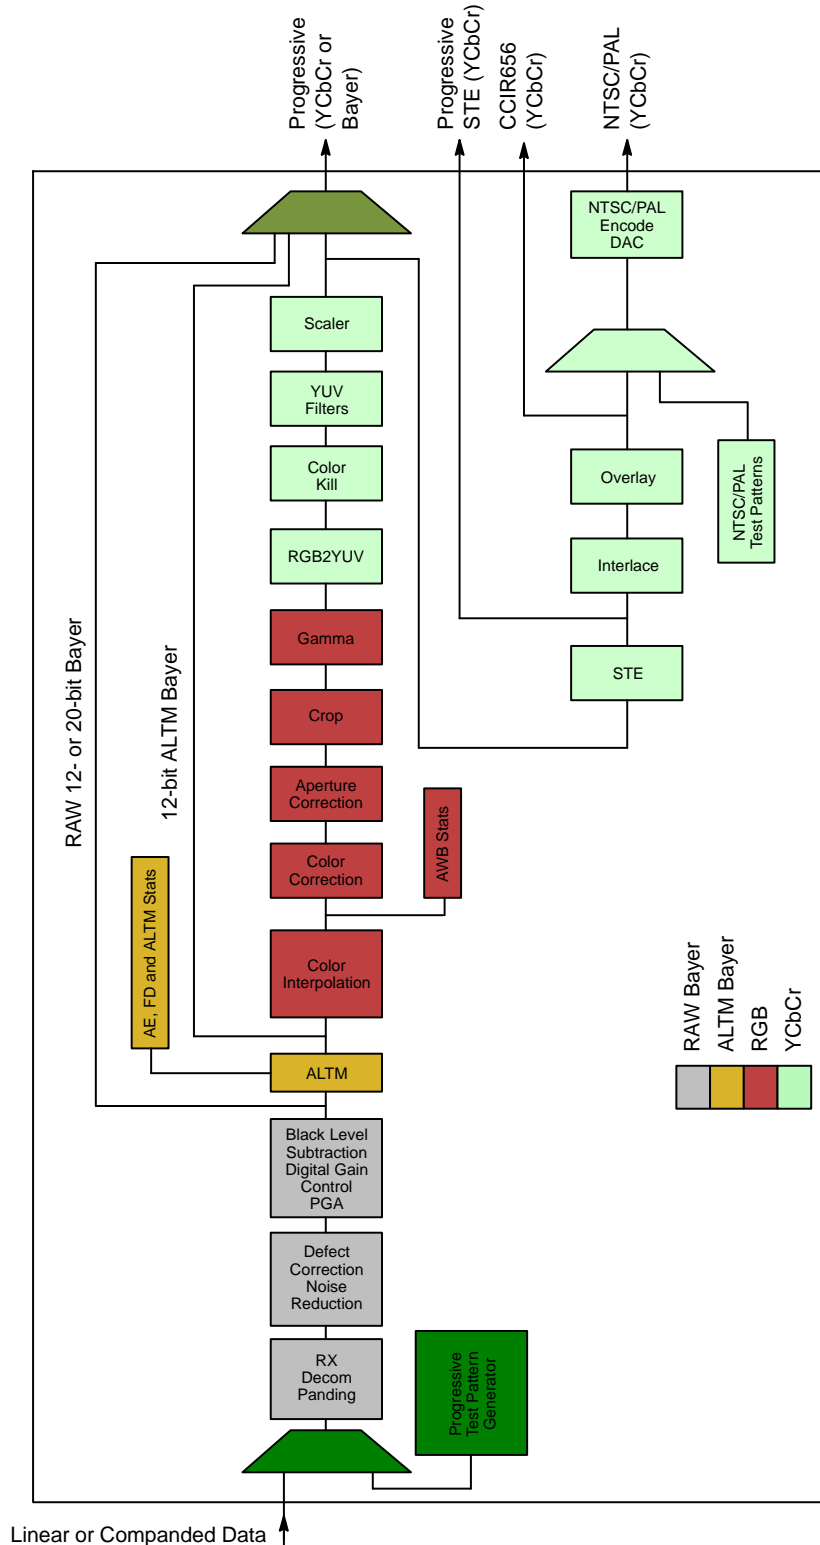 Progressive
(YCbCr or
Bayer)
Progressive
STE (YCbCr)
CCIR656
(YCbCr)
NTSC/PAL
(YCbCr)
NTSC/PAL
Encode
DAC
Scaler
YUV
Filters
Color
Kill
RGB2YUV
Gamma
Crop
Aperture
Correction
Color
Correction
Color
Interpolation
ALTM
Black Level
Subtraction
Digital Gain
Control
PGA
Defect
Correction
Noise
Reduction
RX
Decom
Panding
Overlay
Interlace
STE
NTSC/PAL
Test Patterns
RAW 12- or 20-bit Bayer
12-bit ALTM Bayer
AE, FD and ALTM Stats
AWB Stats
RAW Bayer
ALTM Bayer
RGB
YCbCr
Progressive
Test Pattern
Generator
Linear or Companded Data